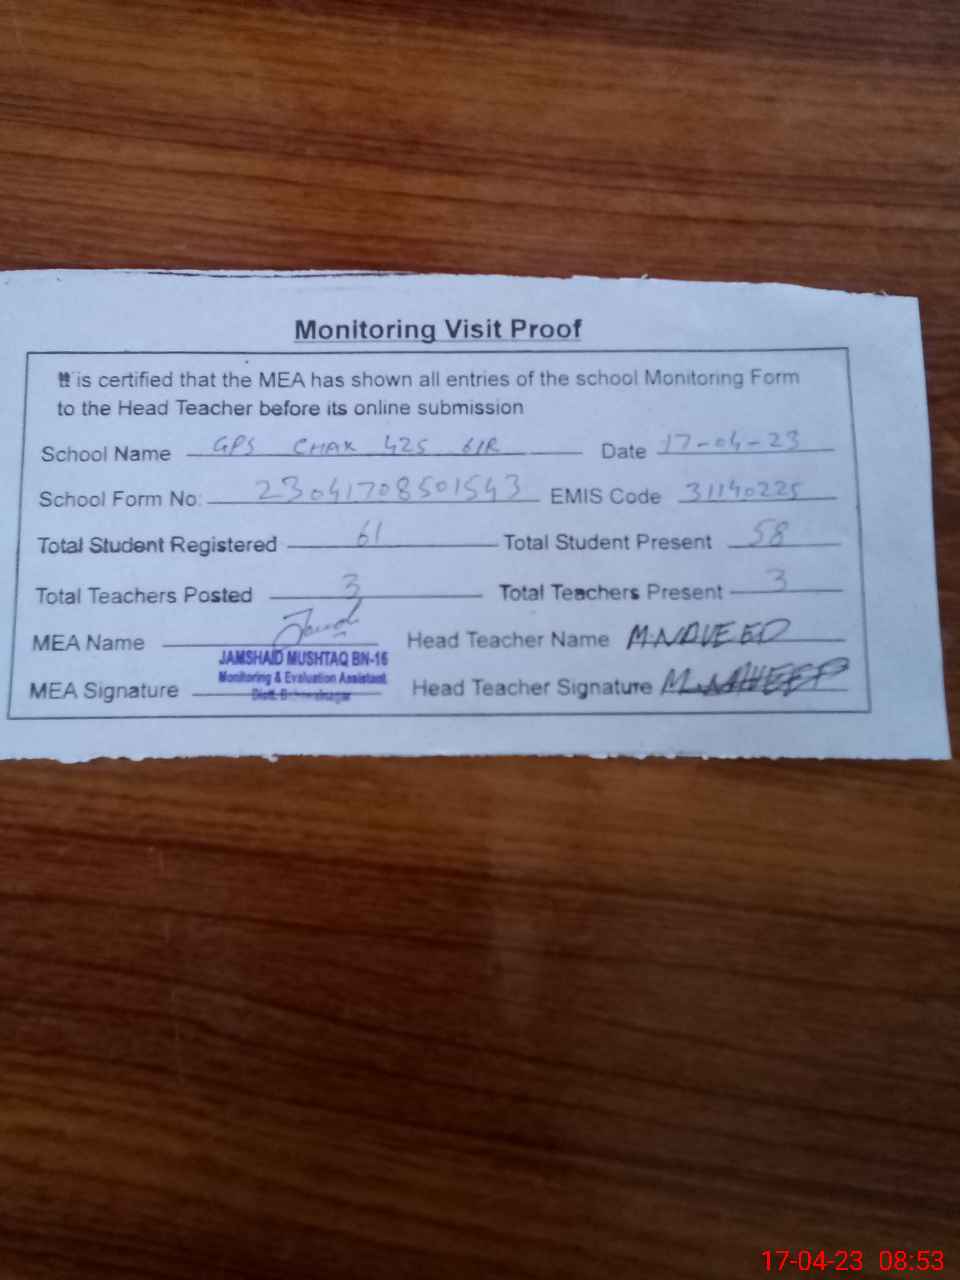 Monitoring Visit Proof
It is certified that the MEA has shown all entries of the school Monitoring Form
to the Head Teacher before its online submission
School Name GPS CHAK 425 6/R Date 17-04-23
School Form No: 23041708501543 EMIS Code 31140225
Total Student Registered 61 Total Student Present 58
Total Teachers Posted 3 Total Teachers Present 3
MEA Name Head Teacher Name M.NAVEED
JAMSHAID MUSHTAQ BN-16
Monitoring & Evaluation Assistant
MEA Signature Distt. Head Teacher Signature M.NAVEED
17-04-23 08:53